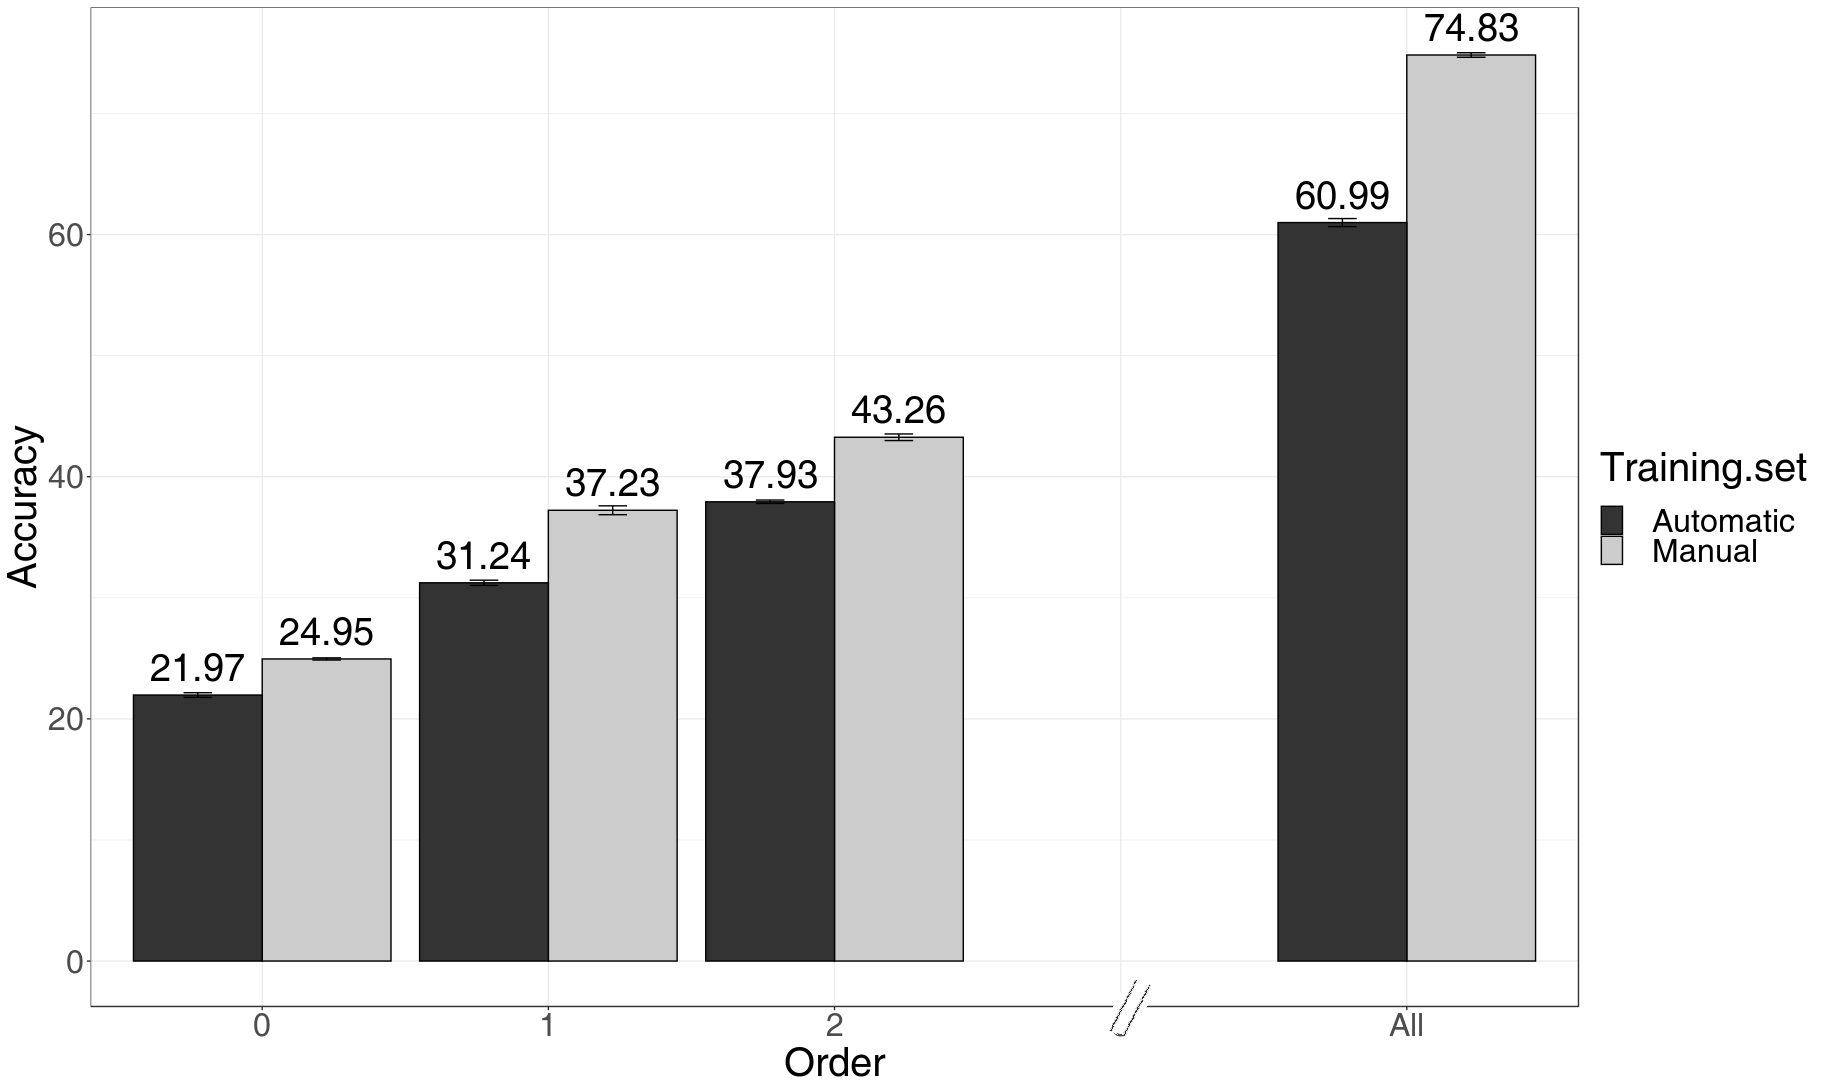 74.83
60.99
60
43.26
37.93
37.23
40
31.24
24.95
21.97
20
0
Accuracy
0 1 2 All
Order
Training.set
Automatic
Manual